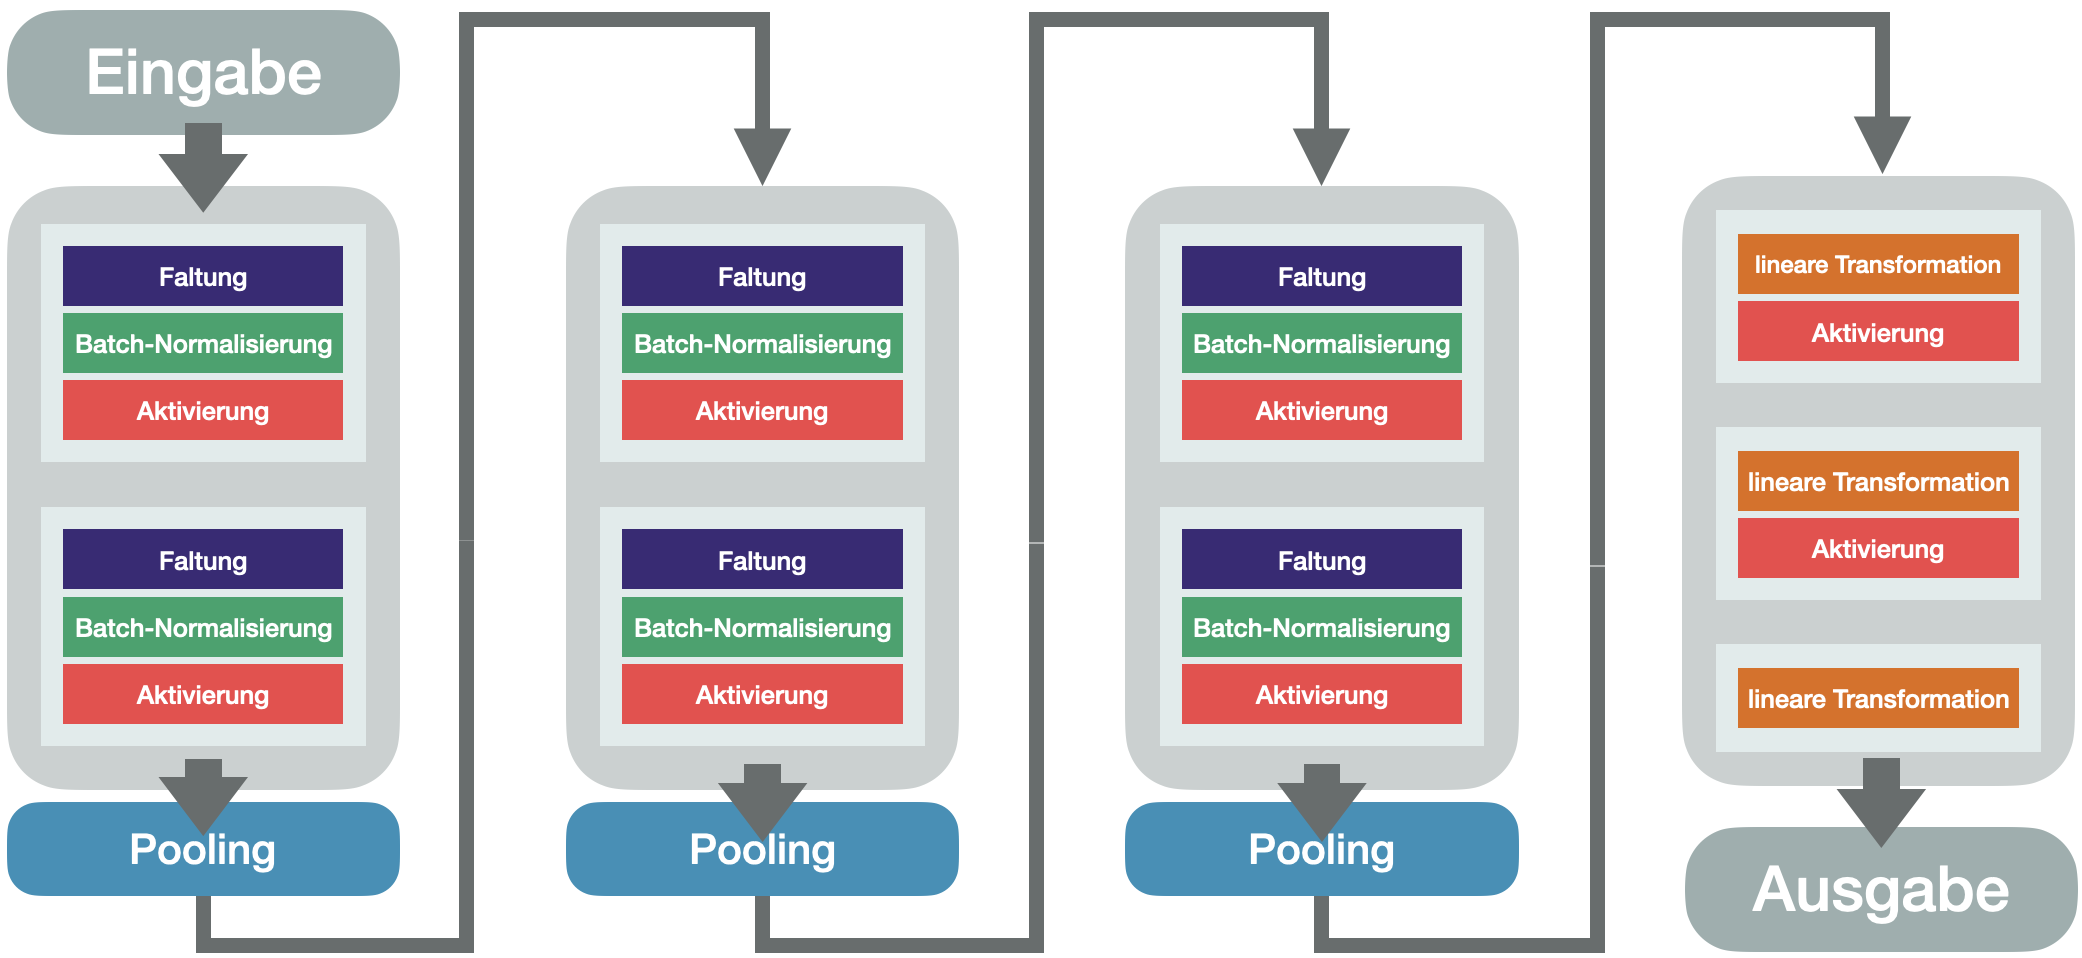 Eingabe
Faltung
Batch-Normalisierung
Aktivierung
Faltung
Batch-Normalisierung
Aktivierung
Pooling
Faltung
Batch-Normalisierung
Aktivierung
Faltung
Batch-Normalisierung
Aktivierung
Pooling
Faltung
Batch-Normalisierung
Aktivierung
Faltung
Batch-Normalisierung
Aktivierung
Pooling
lineare Transformation
Aktivierung
lineare Transformation
Aktivierung
lineare Transformation
Ausgabe